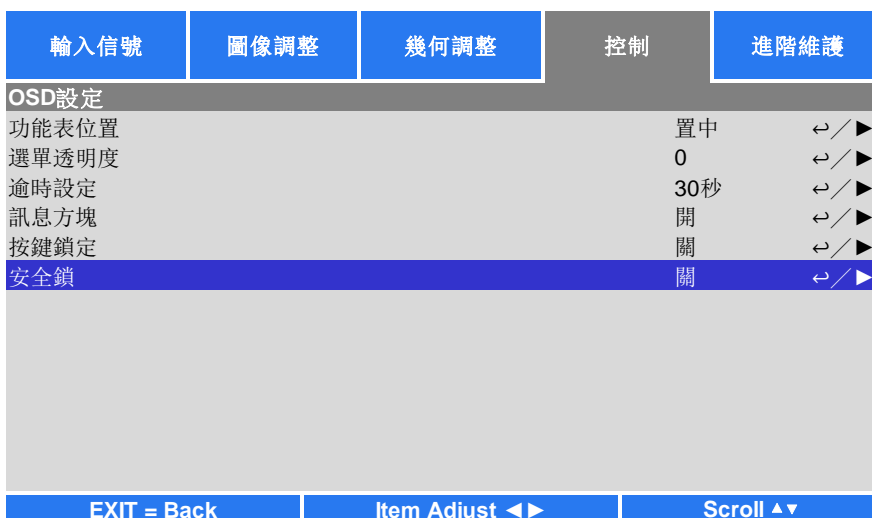 輸入信號 圖像調整 幾何調整 控制 進階維護
OSD設定
功能表位置 置中 ↩／▶
選單透明度 0 ↩／▶
逾時設定 30秒 ↩／▶
訊息方塊 開 ↩／▶
按鍵鎖定 關 ↩／▶
安全鎖 關 ↩／▶
EXIT = Back Item Adjust ◀▶ Scroll ▲▼